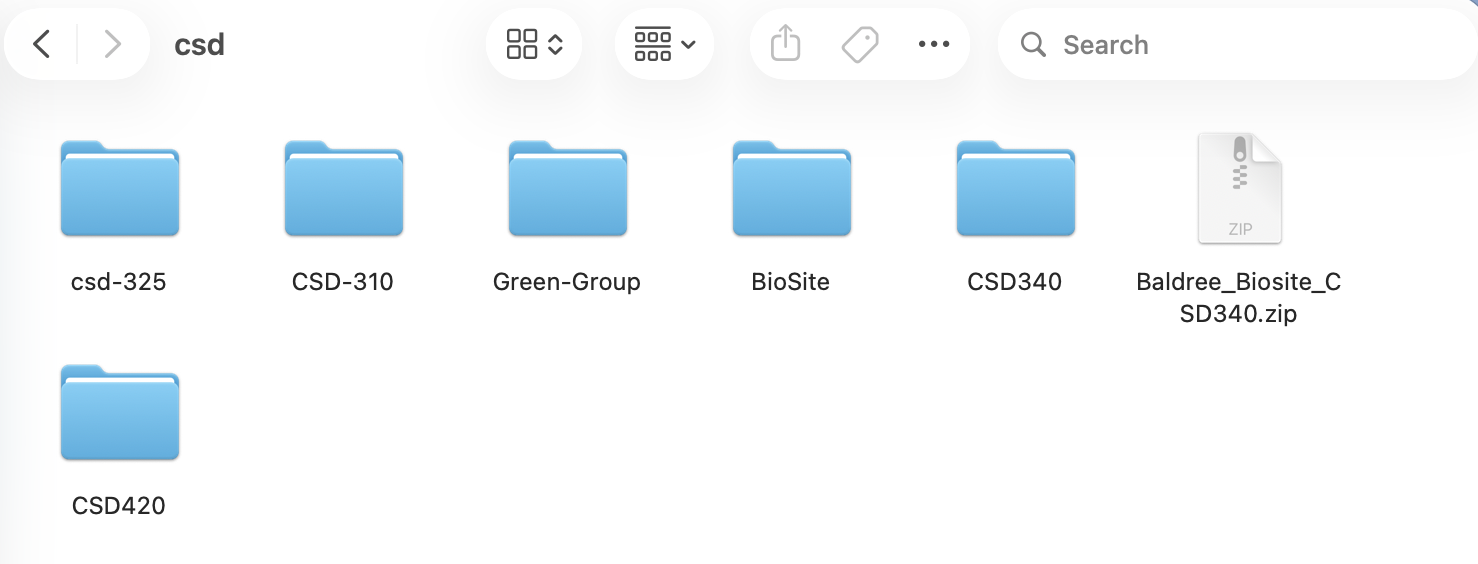 csd
Search
csd-325
CSD-310
Green-Group
BioSite
CSD340
Baldree_Biosite_C
SD340.zip
ZIP
CSD420